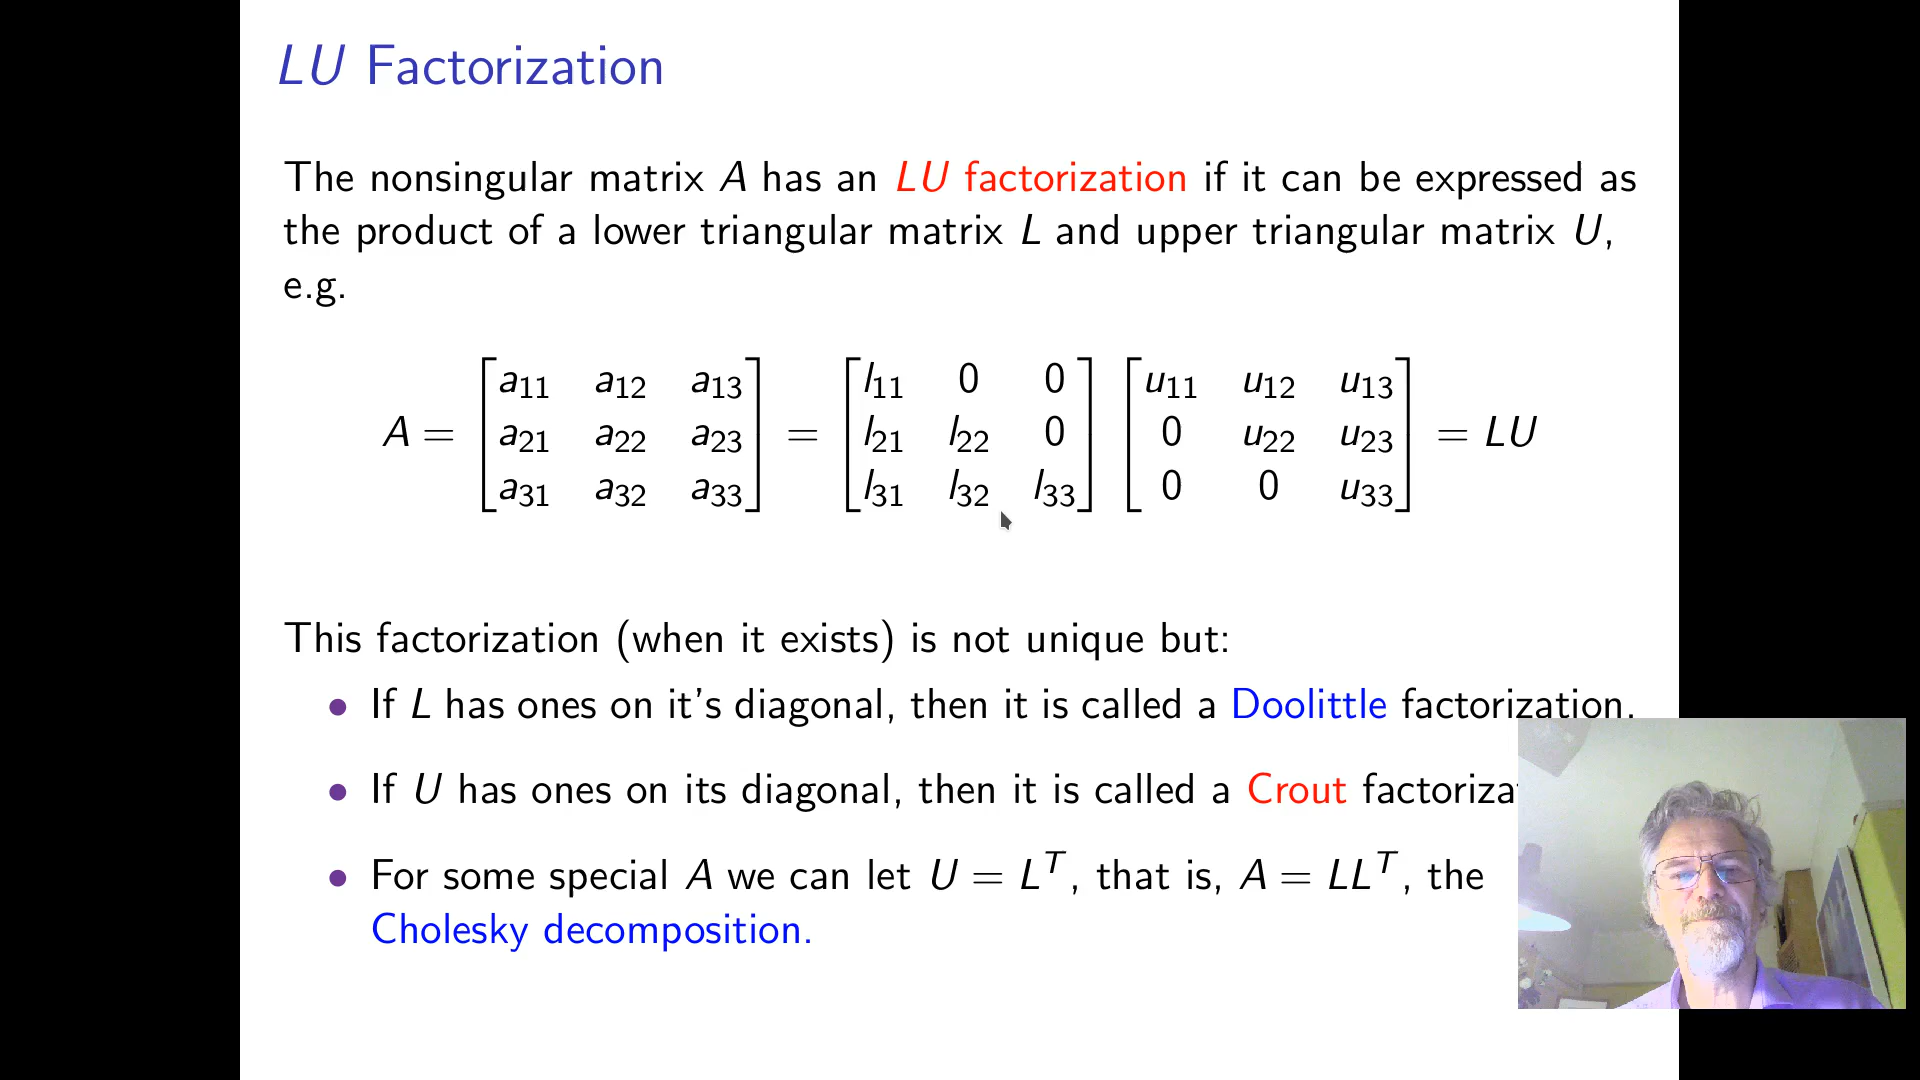 LU Factorization
The nonsingular matrix A has an LU factorization if it can be expressed as
the product of a lower triangular matrix L and upper triangular matrix U,
e.g.
A = [a11 a12 a13; a21 a22 a23; a31 a32 a33] = [l11 0 0; l21 l22 0; l31 l32 l33] [u11 u12 u13; 0 u22 u23; 0 0 u33] = LU
This factorization (when it exists) is not unique but:
• If L has ones on it's diagonal, then it is called a Doolittle factorization.
• If U has ones on its diagonal, then it is called a Crout factoriza
• For some special A we can let U = L^T, that is, A = LL^T, the
Cholesky decomposition.